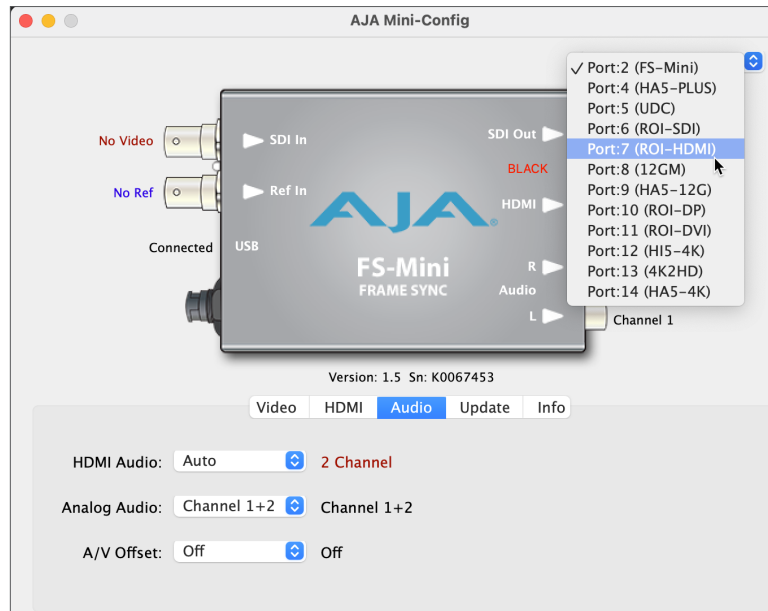 AJA Mini-Config
✓ Port:2 (FS-Mini)
Port:4 (HA5-PLUS)
Port:5 (UDC)
Port:6 (ROI-SDI)
Port:7 (ROI-HDMI)
Port:8 (12GM)
Port:9 (HA5-12G)
Port:10 (ROI-DP)
Port:11 (ROI-DVI)
Port:12 (HI5-4K)
Port:13 (4K2HD)
Port:14 (HA5-4K)
No Video
SDI In
SDI Out
BLACK
No Ref
Ref In
AJA
HDMI
Connected
USB
FS-Mini
FRAME SYNC
R
Audio
L
Channel 1
Version: 1.5 Sn: K0067453
Video HDMI Audio Update Info
HDMI Audio: Auto 2 Channel
Analog Audio: Channel 1+2 Channel 1+2
A/V Offset: Off Off